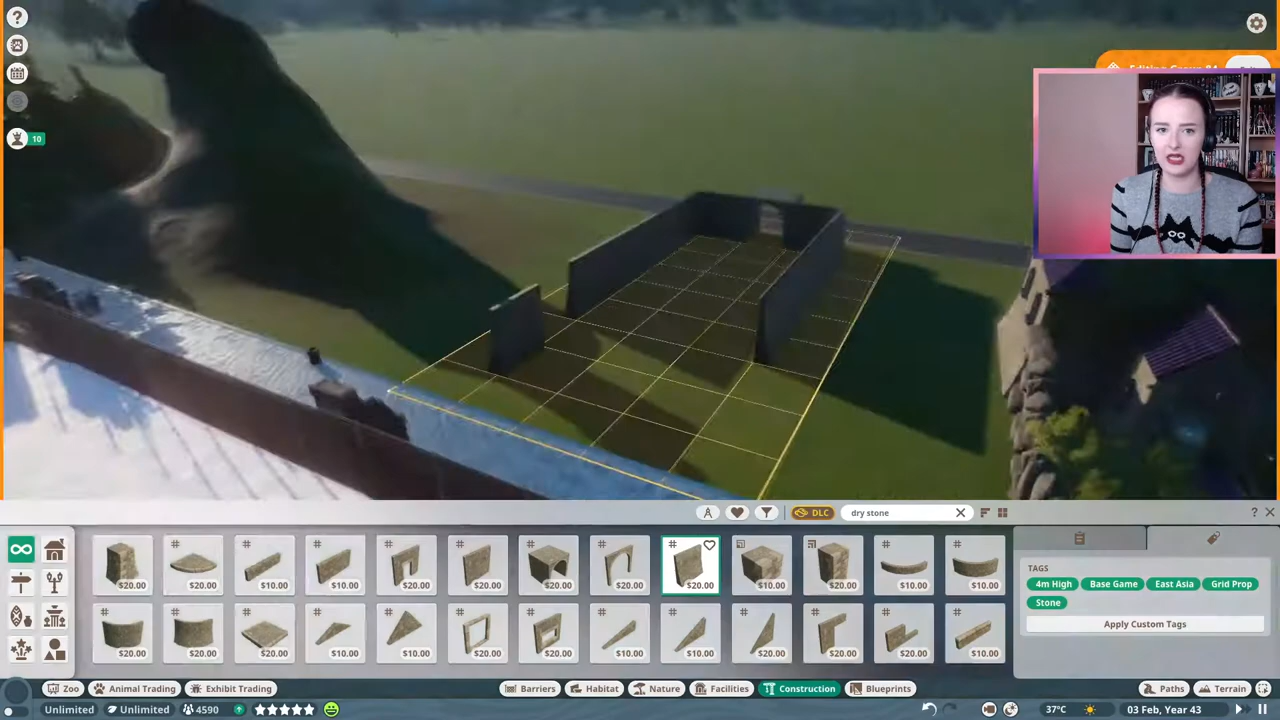 ?
10
DLC
dry stone
?
$20.00 $20.00 $10.00 $10.00 $20.00 $20.00 $20.00 $20.00 $20.00 $10.00 $20.00 $10.00 $20.00
$20.00 $20.00 $20.00 $10.00 $20.00 $20.00 $20.00 $10.00 $10.00 $20.00 $20.00 $20.00 $10.00
TAGS
4m High Base Game East Asia Grid Prop
Stone
Apply Custom Tags
Zoo Animal Trading Exhibit Trading Barriers Habitat Nature Facilities Construction Blueprints Paths Terrain
Unlimited Unlimited 4590 37°C 03 Feb, Year 43